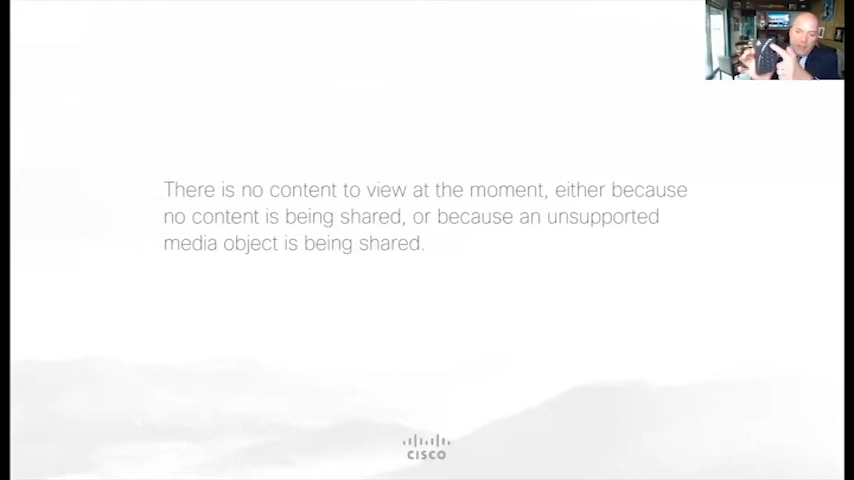 There is no content to view at the moment, either because
no content is being shared, or because an unsupported
media object is being shared.
CISCO